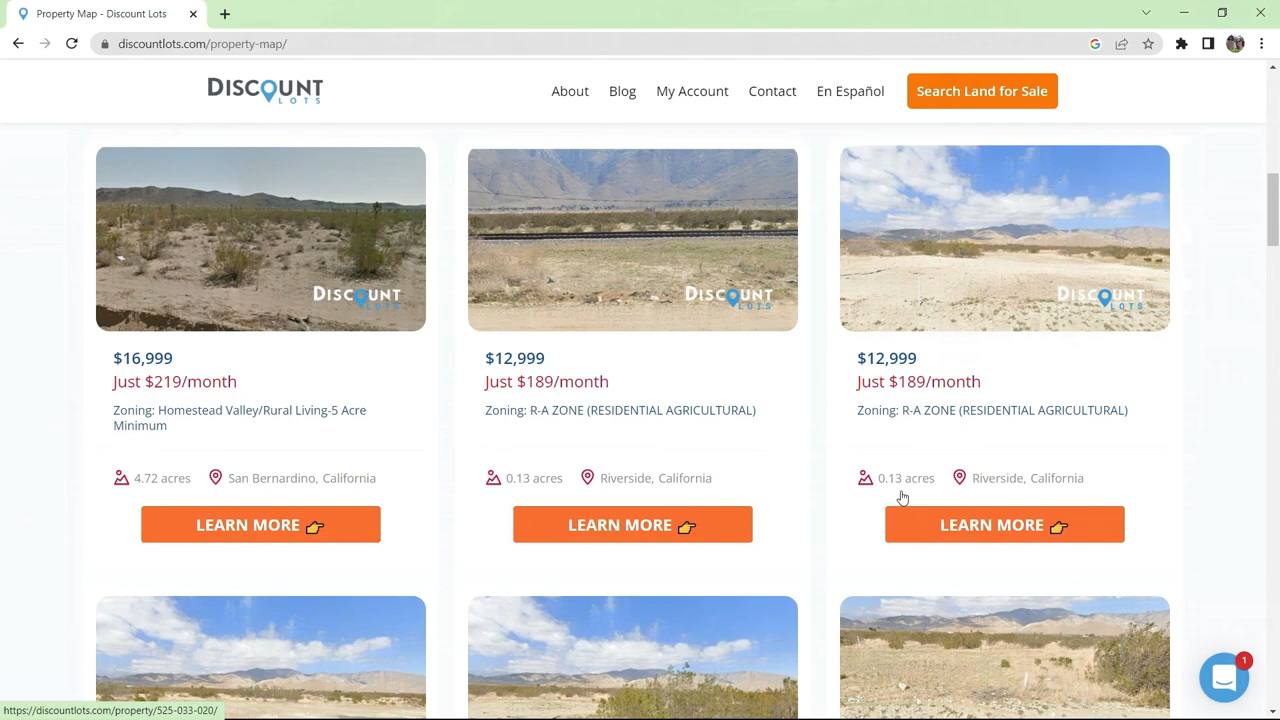 Property Map - Discount Lots
discountlots.com/property-map/
DISCOUNT
LOTS
About
Blog
My Account
Contact
En Español
Search Land for Sale
DISCOUNT
LOTS
DISCOUNT
LOTS
DISCOUNT
LOTS
$16,999
Just $219/month
Zoning: Homestead Valley/Rural Living-5 Acre
Minimum
4.72 acres
San Bernardino, California
LEARN MORE
$12,999
Just $189/month
Zoning: R-A ZONE (RESIDENTIAL AGRICULTURAL)
0.13 acres
Riverside, California
LEARN MORE
$12,999
Just $189/month
Zoning: R-A ZONE (RESIDENTIAL AGRICULTURAL)
0.13 acres
Riverside, California
LEARN MORE
1
https://discountlots.com/property/525-033-020/